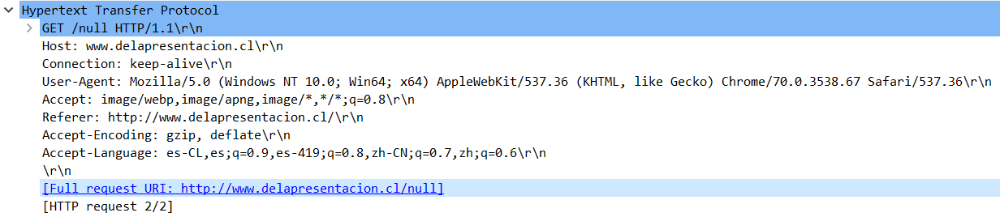 Hypertext Transfer Protocol
GET /null HTTP/1.1\r\n
Host: www.delapresentacion.cl\r\n
Connection: keep-alive\r\n
User-Agent: Mozilla/5.0 (Windows NT 10.0; Win64; x64) AppleWebKit/537.36 (KHTML, like Gecko) Chrome/70.0.3538.67 Safari/537.36\r\n
Accept: image/webp,image/apng,image/*,*/*;q=0.8\r\n
Referer: http://www.delapresentacion.cl/\r\n
Accept-Encoding: gzip, deflate\r\n
Accept-Language: es-CL,es;q=0.9,es-419;q=0.8,zh-CN;q=0.7,zh;q=0.6\r\n
\r\n
[Full request URI: http://www.delapresentacion.cl/null]
[HTTP request 2/2]